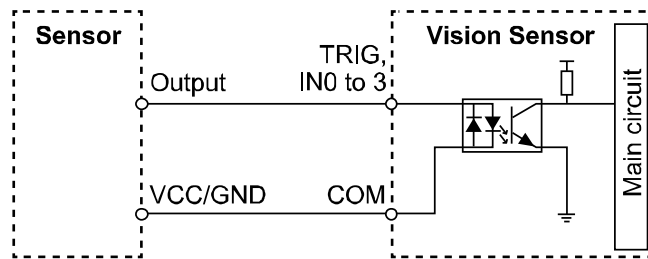 Sensor
Vision Sensor
TRIG,
Output
IN0 to 3
VCC/GND
COM
Main circuit